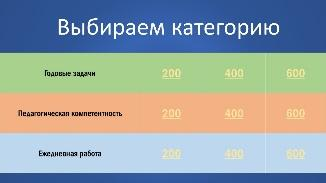 Выбираем категорию
Годовые задачи 200 400 600
Педагогическая компетентность 200 400 600
Ежедневная работа 200 400 600